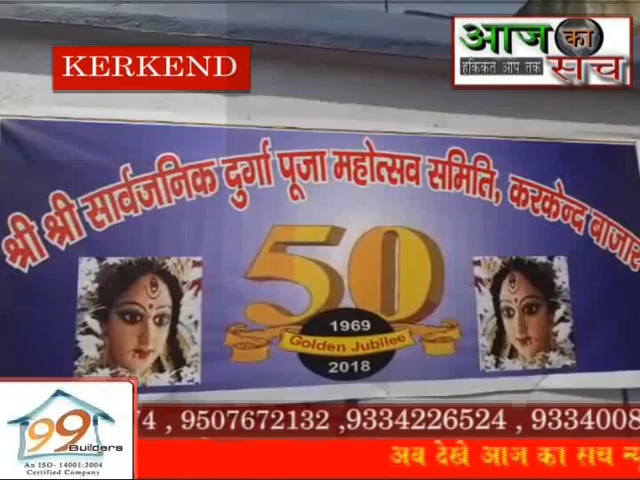 KERKEND
आज का
हकिकत आप तक
सच
श्री श्री सार्वजनिक दुर्गा पूजा महोत्सव समिति, करकेन्द बाजार
50
1969
Golden Jubilee
2018
99
Builders
An ISO- 14001:2004
Certified Company
4 , 9507672132 ,9334226524 , 9334008
अब देखे आज का सच न्य